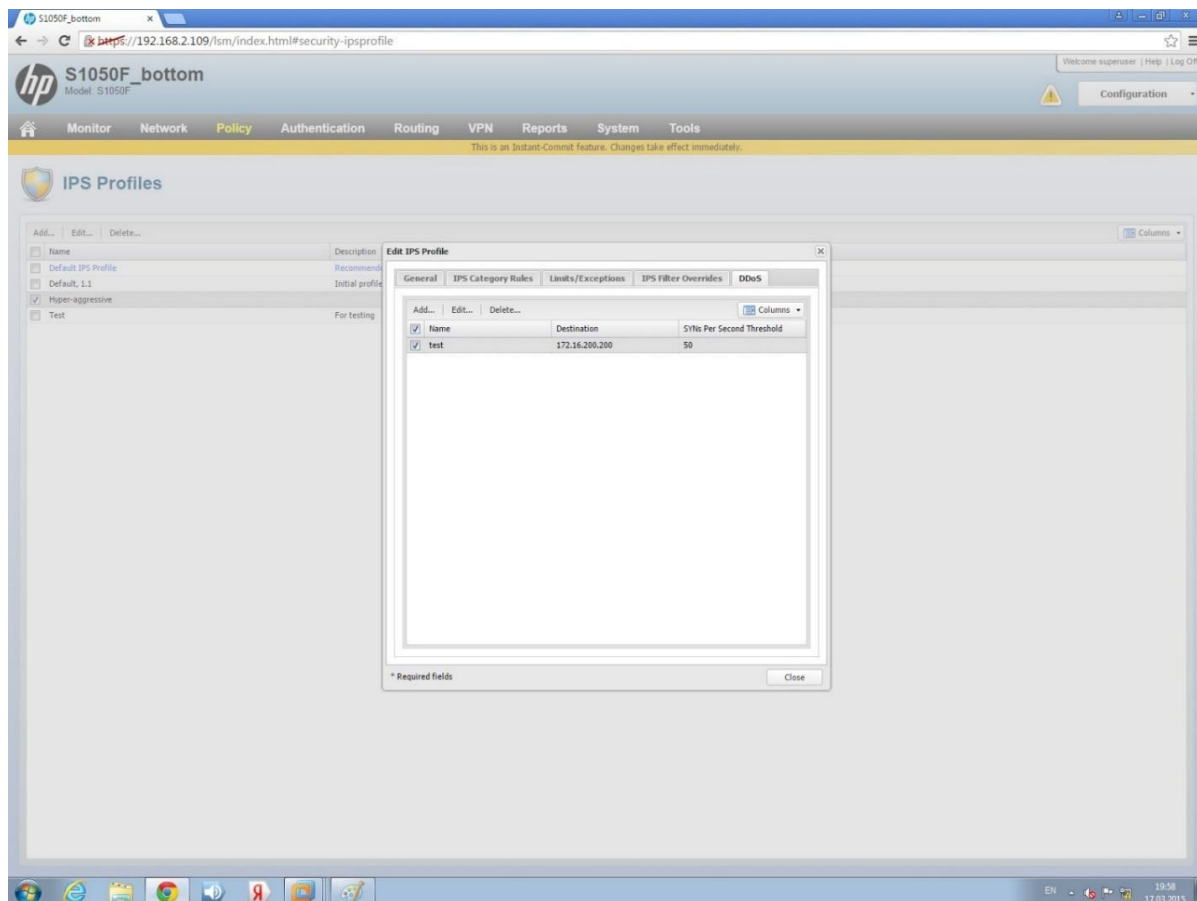 S1050F_bottom
https://192.168.2.109/lsm/index.html#security-ipsprofile
hp
S1050F_bottom
Model: S1050F
Welcome superuser | Help | Log Off
Configuration
Monitor Network Policy Authentication Routing VPN Reports System Tools
This is an Instant-Commit feature. Changes take effect immediately.
IPS Profiles
Add... Edit... Delete... Columns
Name Description
Default IPS Profile Recommende
Default, 1.1 Initial profile
Hyper-aggressive
Test For testing
Edit IPS Profile
General IPS Category Rules Limits/Exceptions IPS Filter Overrides DDoS
Add... Edit... Delete... Columns
Name Destination SYNs Per Second Threshold
test 172.16.200.200 50
* Required fields Close
EN 19:58
17.03.2015